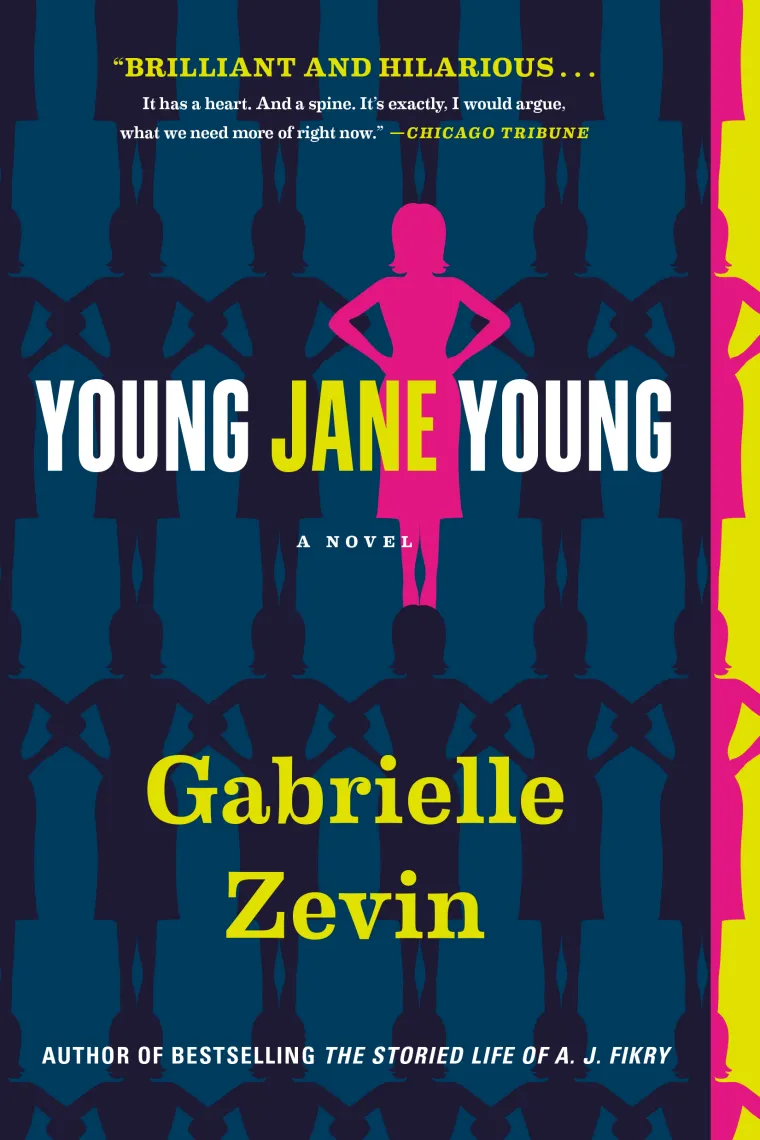 “BRILLIANT AND HILARIOUS...
It has a heart. And a spine. It’s exactly, I would argue,
what we need more of right now.” —CHICAGO TRIBUNE
YOUNG JANE YOUNG
A NOVEL
Gabrielle
Zevin
AUTHOR OF BESTSELLING THE STORIED LIFE OF A. J. FIKRY